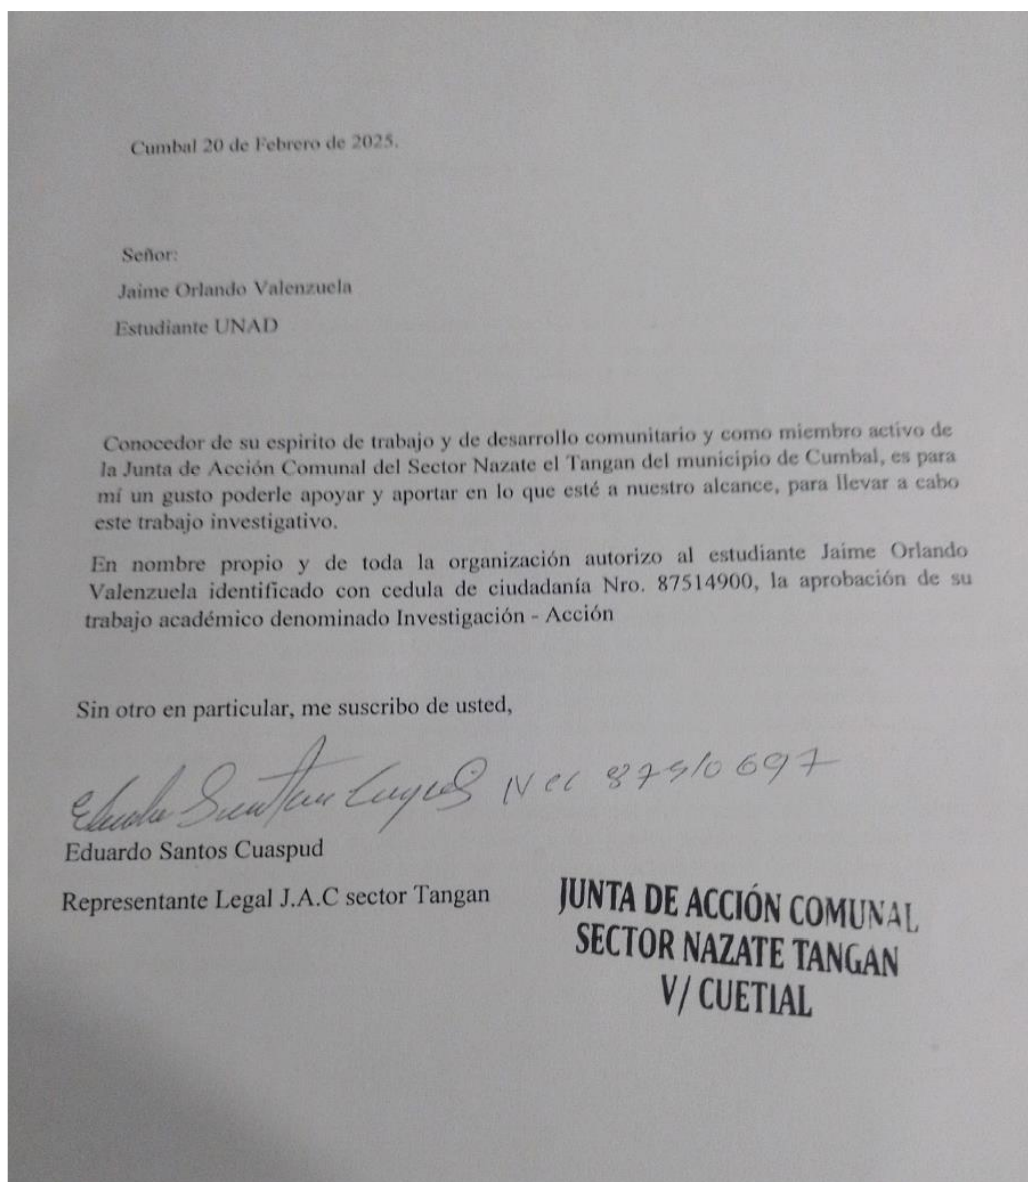 Cumbal 20 de Febrero de 2025.
Señor:
Jaime Orlando Valenzuela
Estudiante UNAD
Conocedor de su espirito de trabajo y de desarrollo comunitario y como miembro activo de
la Junta de Acción Comunal del Sector Nazate el Tangan del municipio de Cumbal, es para
mí un gusto poderle apoyar y aportar en lo que esté a nuestro alcance, para llevar a cabo
este trabajo investigativo.
En nombre propio y de toda la organización autorizo al estudiante Jaime Orlando
Valenzuela identificado con cedula de ciudadanía Nro. 87514900, la aprobación de su
trabajo académico denominado Investigación - Acción
Sin otro en particular, me suscribo de usted,
Eduardo Santos Cuaspud
Representante Legal J.A.C sector Tangan
JUNTA DE ACCIÓN COMUNAL
SECTOR NAZATE TANGAN
V/ CUETIAL